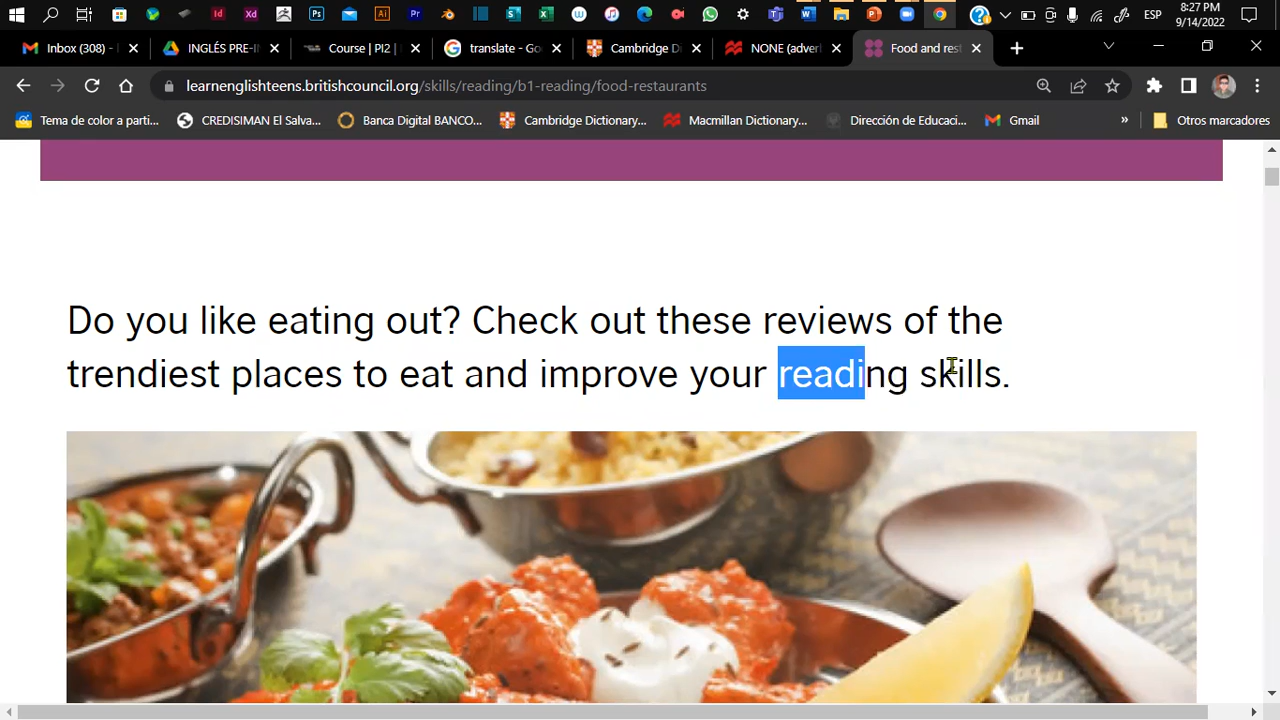 8:27 PM
ESP
9/14/2022
Inbox (308) -
INGLÉS PRE-I
Course | PI2 |
translate - Go
Cambridge D
NONE (adver
Food and rest
learnenglishteens.britishcouncil.org/skills/reading/b1-reading/food-restaurants
Tema de color a parti...
CREDISIMAN El Salva...
Banca Digital BANCO...
Cambridge Dictionary...
Macmillan Dictionary...
Dirección de Educaci...
Gmail
»
Otros marcadores
Do you like eating out? Check out these reviews of the
trendiest places to eat and improve your reading skills.